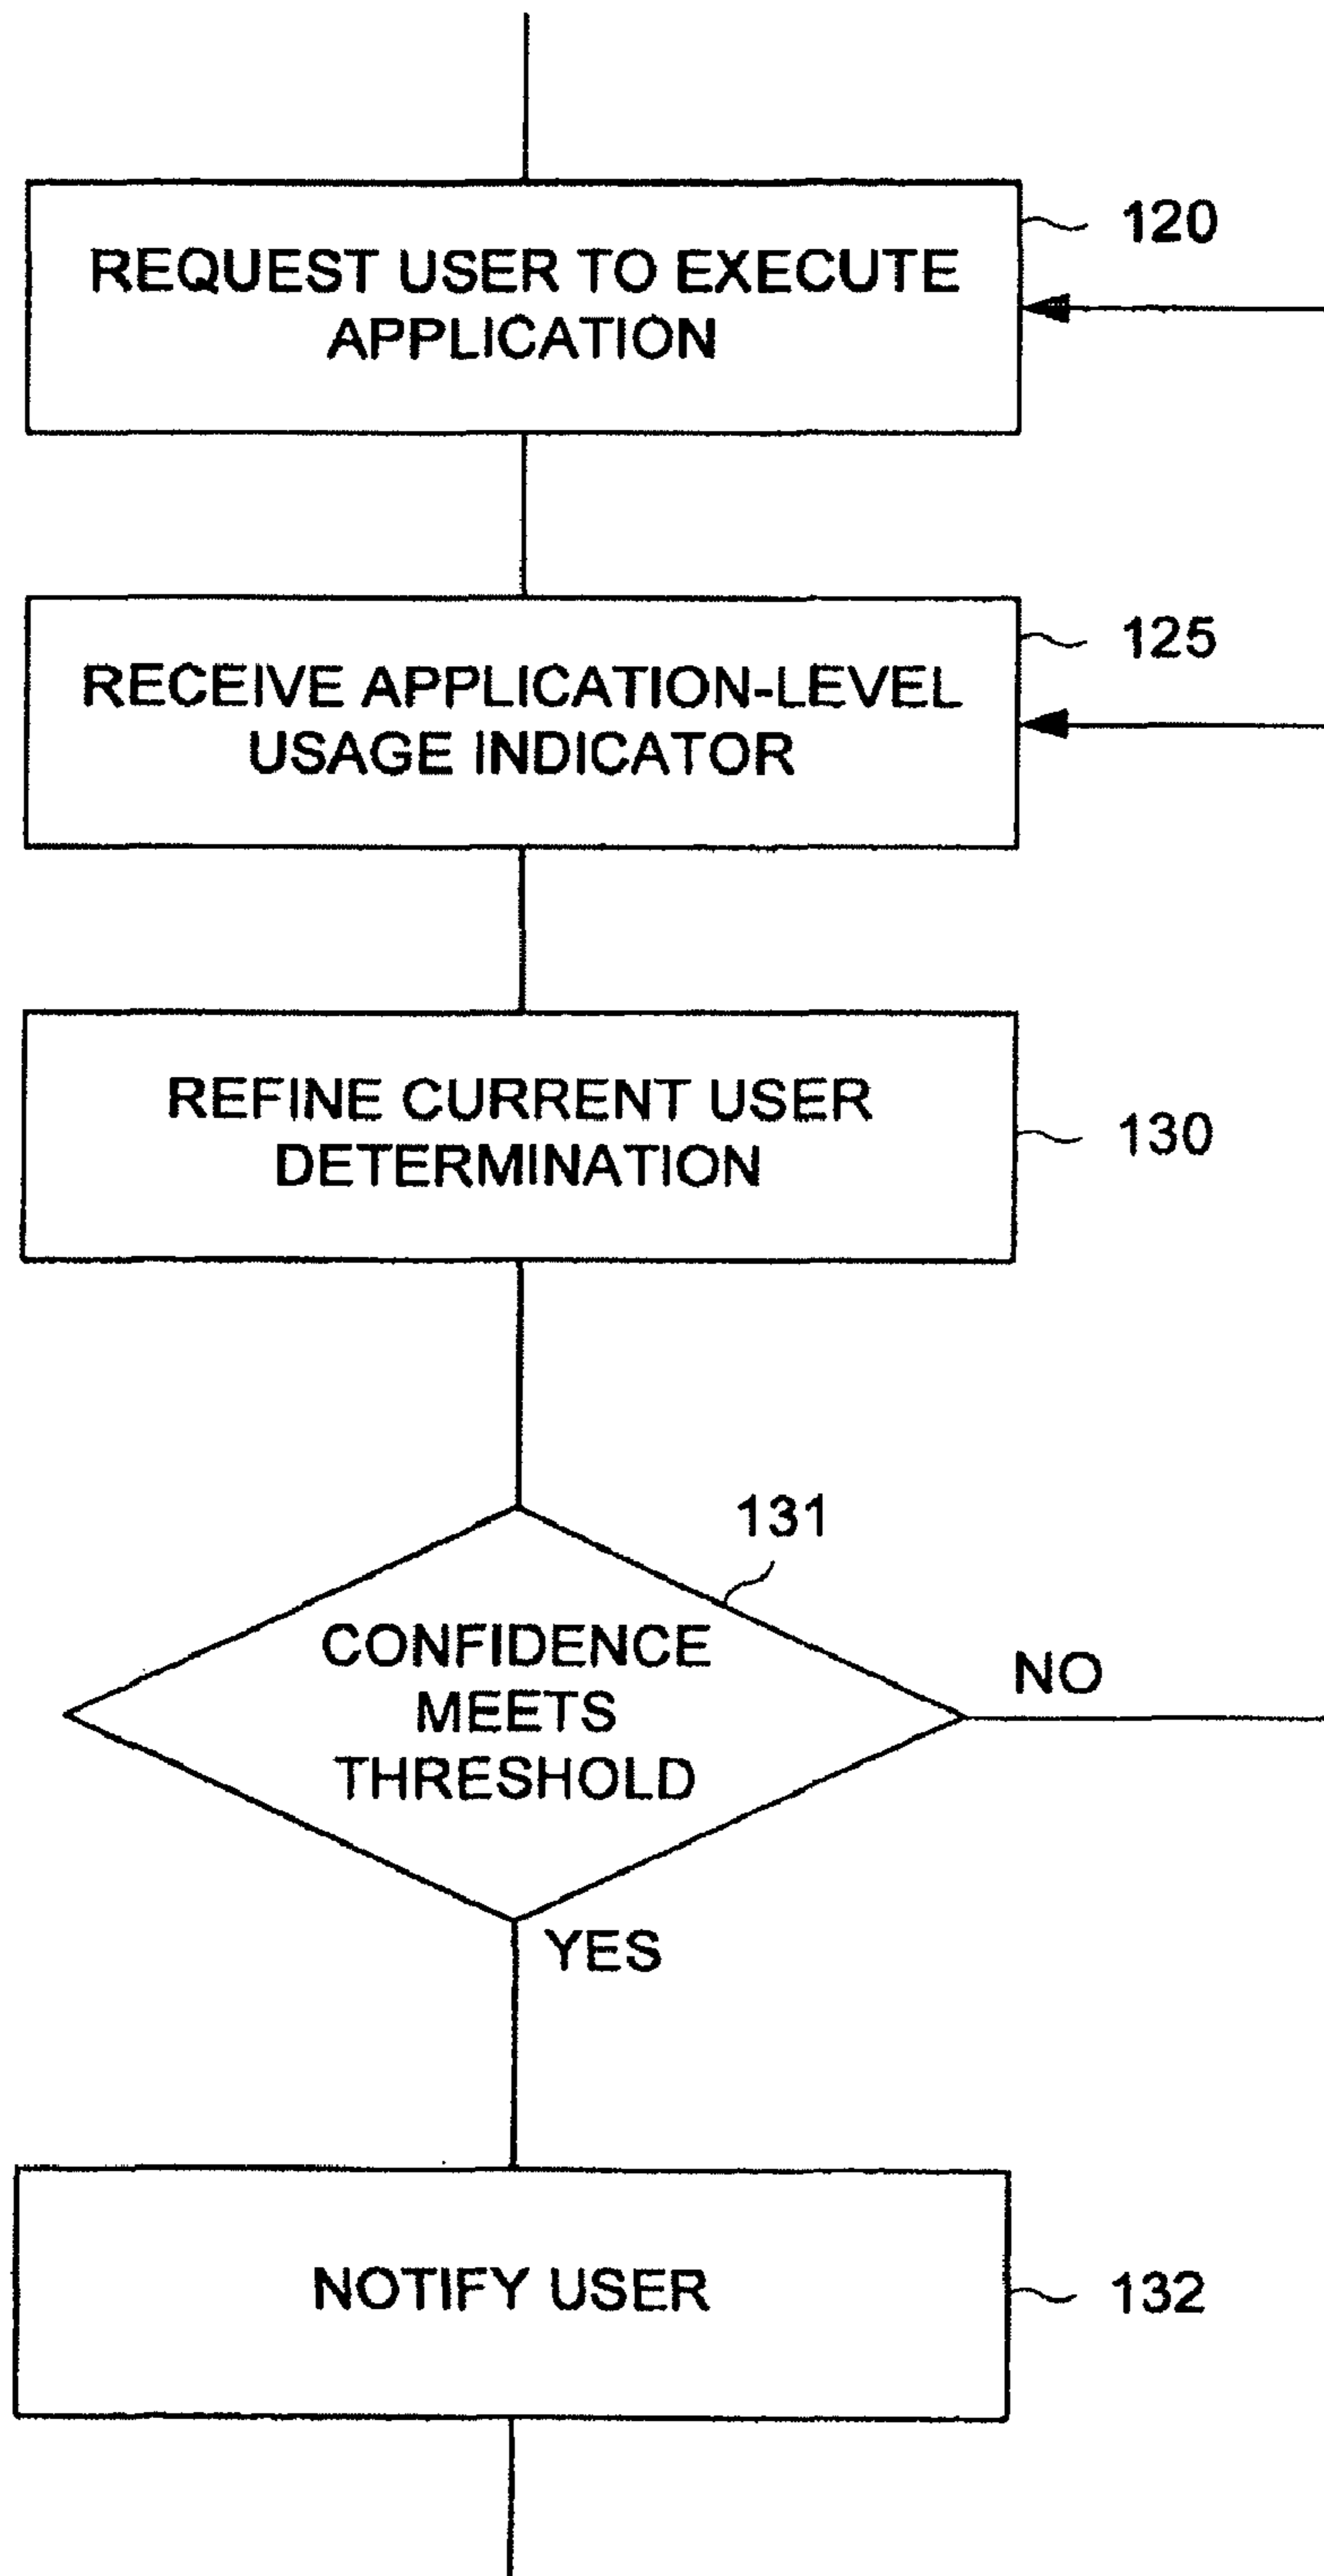 REQUEST USER TO EXECUTE
APPLICATION
120
RECEIVE APPLICATION-LEVEL
USAGE INDICATOR
125
REFINE CURRENT USER
DETERMINATION
130
131
CONFIDENCE
MEETS
THRESHOLD
NO
YES
NOTIFY USER
132